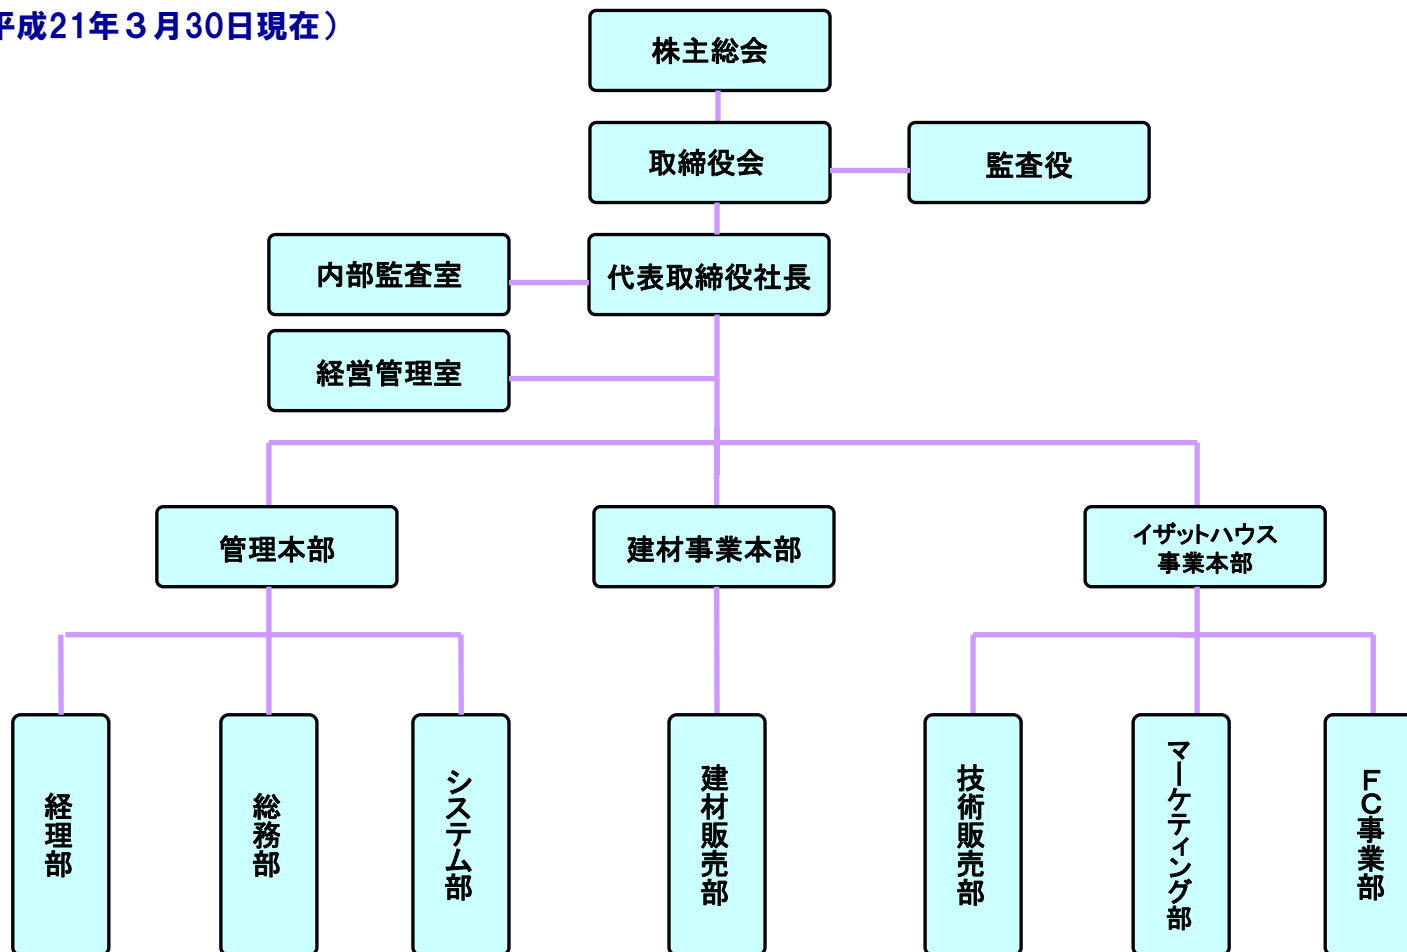 平成21年３月30日現在）
株主総会
取締役会
監査役
内部監査室
代表取締役社長
経営管理室
管理本部
建材事業本部
イザットハウス
事業本部
経理部
総務部
システム部
建材販売部
技術販売部
マーケティング部
ＦＣ事業部